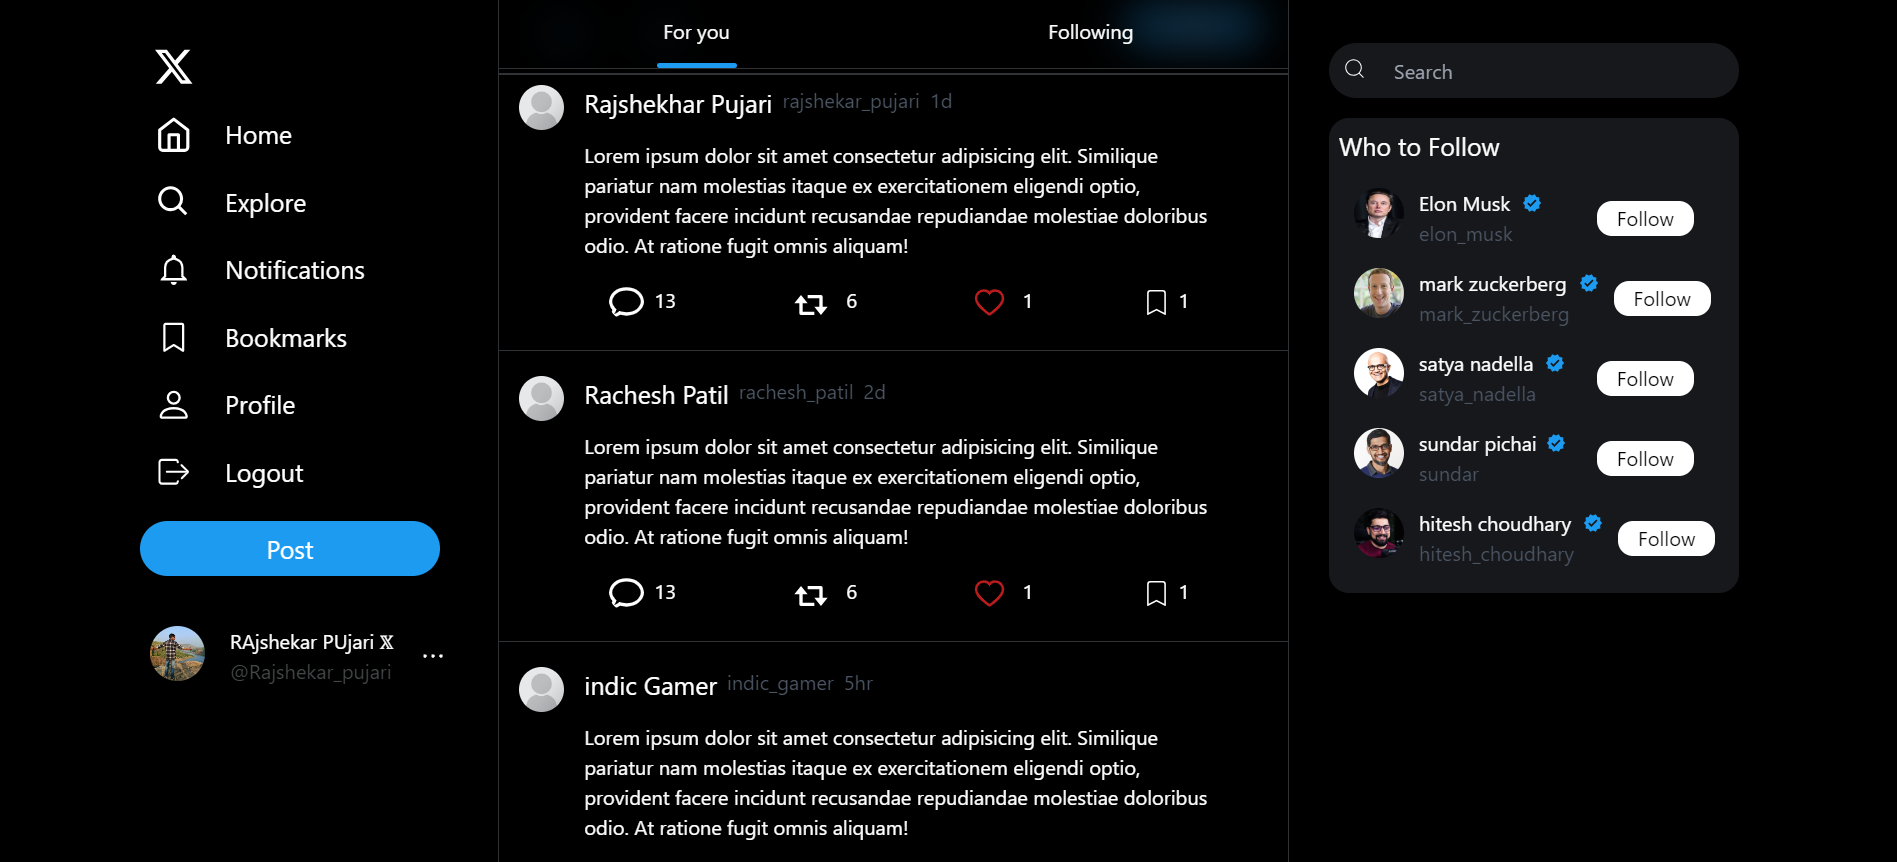 Home
Explore
Notifications
Bookmarks
Profile
Logout
Post
RAjshekar PUjari 𝕏
@Rajshekar_pujari
For you
Following
Rajshekhar Pujari rajshekar_pujari 1d
Lorem ipsum dolor sit amet consectetur adipisicing elit. Similique
pariatur nam molestias itaque ex exercitationem eligendi optio,
provident facere incidunt recusandae repudiandae molestiae doloribus
odio. At ratione fugit omnis aliquam!
13 6 1 1
Rachesh Patil rachesh_patil 2d
Lorem ipsum dolor sit amet consectetur adipisicing elit. Similique
pariatur nam molestias itaque ex exercitationem eligendi optio,
provident facere incidunt recusandae repudiandae molestiae doloribus
odio. At ratione fugit omnis aliquam!
13 6 1 1
indic Gamer indic_gamer 5hr
Lorem ipsum dolor sit amet consectetur adipisicing elit. Similique
pariatur nam molestias itaque ex exercitationem eligendi optio,
provident facere incidunt recusandae repudiandae molestiae doloribus
odio. At ratione fugit omnis aliquam!
Search
Who to Follow
Elon Musk
elon_musk
Follow
mark zuckerberg
mark_zuckerberg
Follow
satya nadella
satya_nadella
Follow
sundar pichai
sundar
Follow
hitesh choudhary
hitesh_choudhary
Follow